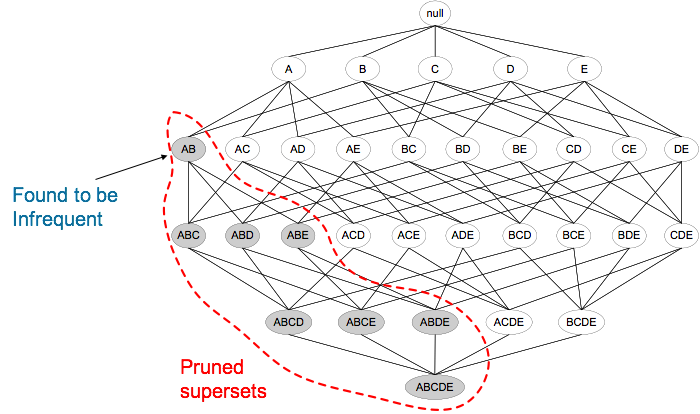 null
A B C D E
AB AC AD AE BC BD BE CD CE DE
Found to be
Infrequent
ABC ABD ABE ACD ACE ADE BCD BCE BDE CDE
ABCD ABCE ABDE ACDE BCDE
Pruned
supersets
ABCDE